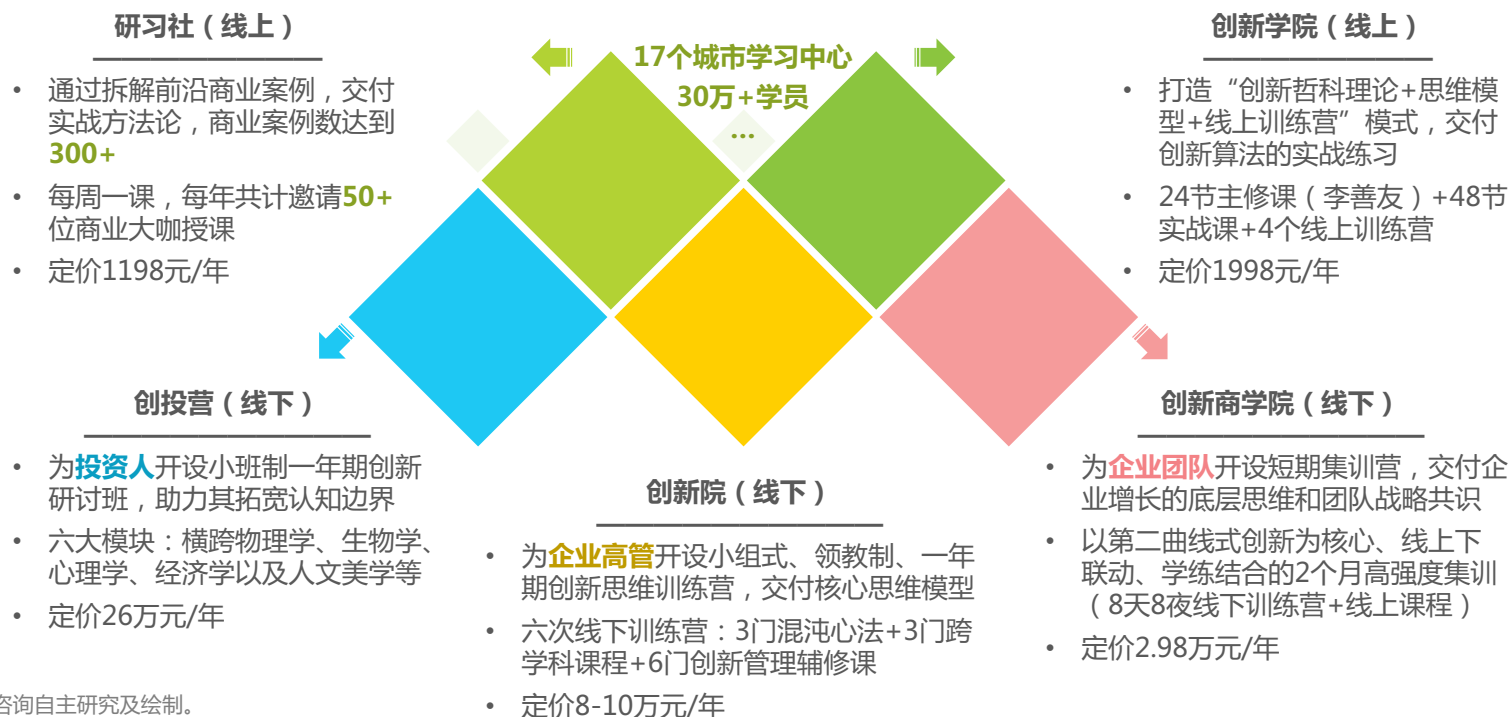 研习社（线上）
• 通过拆解前沿商业案例，交付
实战方法论，商业案例数达到
300+
• 每周一课，每年共计邀请50+
位商业大咖授课
• 定价1198元/年
17个城市学习中心
30万+学员
...
创新学院（线上）
• 打造“创新哲科理论+思维模
型+线上训练营”模式，交付
创新算法的实战练习
• 24节主修课（李善友）+48节
实战课+4个线上训练营
• 定价1998元/年
创投营（线下）
• 为投资人开设小班制一年期创新
研讨班，助力其拓宽认知边界
• 六大模块：横跨物理学、生物学、
心理学、经济学以及人文美学等
• 定价26万元/年
创新院（线下）
• 为企业高管开设小组式、领教制、一年
期创新思维训练营，交付核心思维模型
• 六次线下训练营：3门混沌心法+3门跨
学科课程+6门创新管理辅修课
• 定价8-10万元/年
创新商学院（线下）
• 为企业团队开设短期集训营，交付企
业增长的底层思维和团队战略共识
• 以第二曲线式创新为核心、线上下
联动、学练结合的2个月高强度集训
（8天8夜线下训练营+线上课程）
• 定价2.98万元/年
咨询自主研究及绘制。